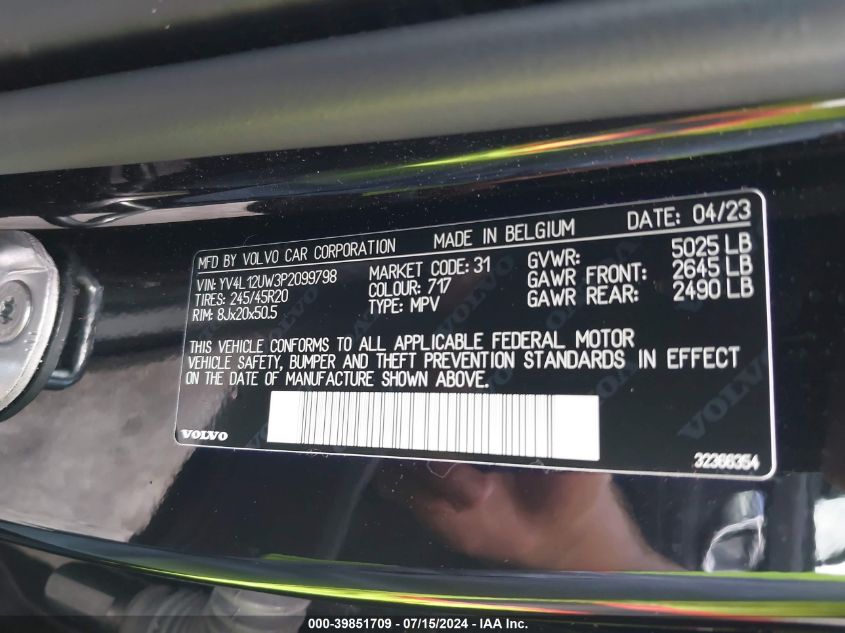 MFD BY VOLVO CAR CORPORATION MADE IN BELGIUM DATE: 04/23
VIN: YV4L12UW3P2099798 MARKET CODE: 31 GVWR: 5025 LB
TIRES: 245/45R20 COLOUR: 717 GAWR FRONT: 2645 LB
RIM: 8Jx20x50.5 TYPE: MPV GAWR REAR: 2490 LB
THIS VEHICLE CONFORMS TO ALL APPLICABLE FEDERAL MOTOR
VEHICLE SAFETY, BUMPER AND THEFT PREVENTION STANDARDS IN EFFECT
ON THE DATE OF MANUFACTURE SHOWN ABOVE.
VOLVO
32366354
000-39851709 - 07/15/2024 - IAA Inc.